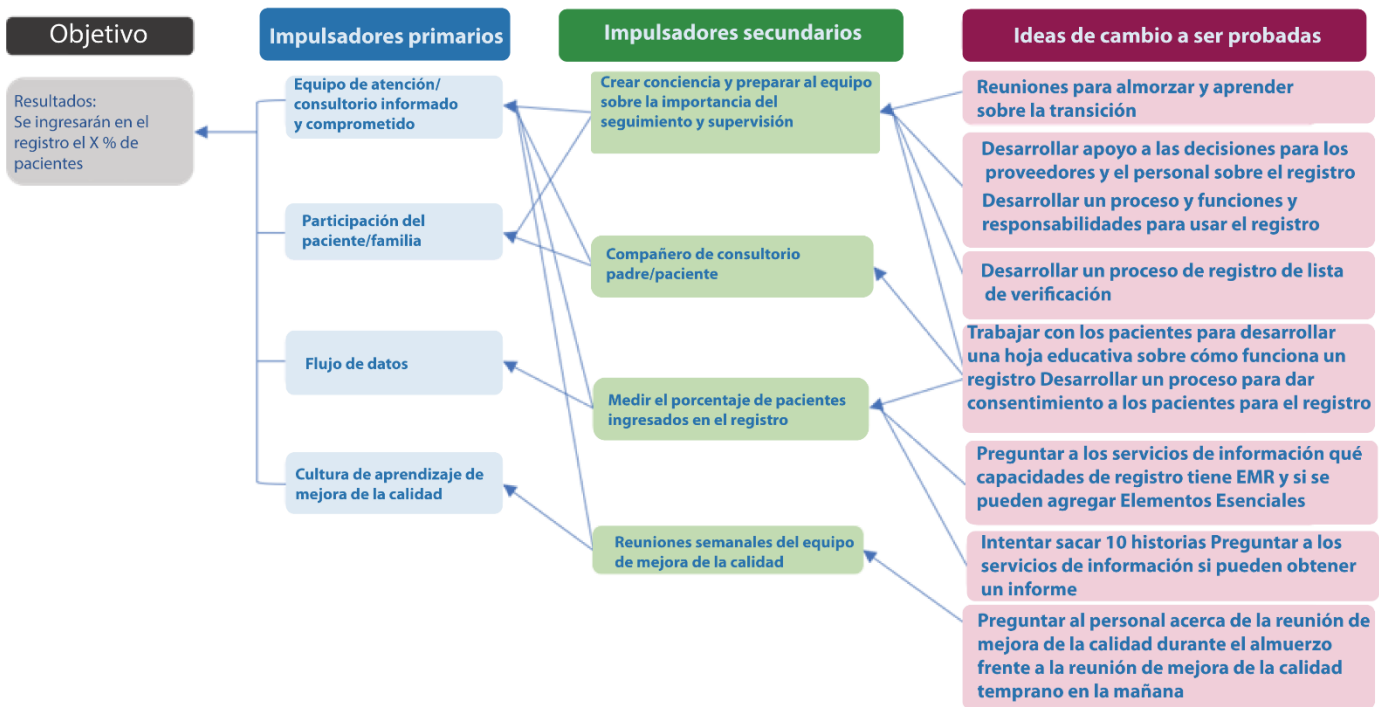 Objetivo
Resultados:
Se ingresarán en el
registro el X % de
pacientes
Impulsadores primarios
Equipo de atención/
consultorio informado
y comprometido
Participación del
paciente/familia
Flujo de datos
Cultura de aprendizaje de
mejora de la calidad
Impulsadores secundarios
Crear conciencia y preparar al equipo
sobre la importancia del
seguimiento y supervisión
Compañero de consultorio
padre/paciente
Medir el porcentaje de pacientes
ingresados en el registro
Reuniones semanales del equipo
de mejora de la calidad
Ideas de cambio a ser probadas
Reuniones para almorzar y aprender
sobre la transición
Desarrollar apoyo a las decisiones para los
proveedores y el personal sobre el registro
Desarrollar un proceso y funciones y
responsabilidades para usar el registro
Desarrollar un proceso de registro de lista
de verificación
Trabajar con los pacientes para desarrollar
una hoja educativa sobre cómo funciona un
registro Desarrollar un proceso para dar
consentimiento a los pacientes para el registro
Preguntar a los servicios de información qué
capacidades de registro tiene EMR y si se
pueden agregar Elementos Esenciales
Intentar sacar 10 historias Preguntar a los
servicios de información si pueden obtener
un informe
Preguntar al personal acerca de la reunión de
mejora de la calidad durante el almuerzo
frente a la reunión de mejora de la calidad
temprano en la mañana